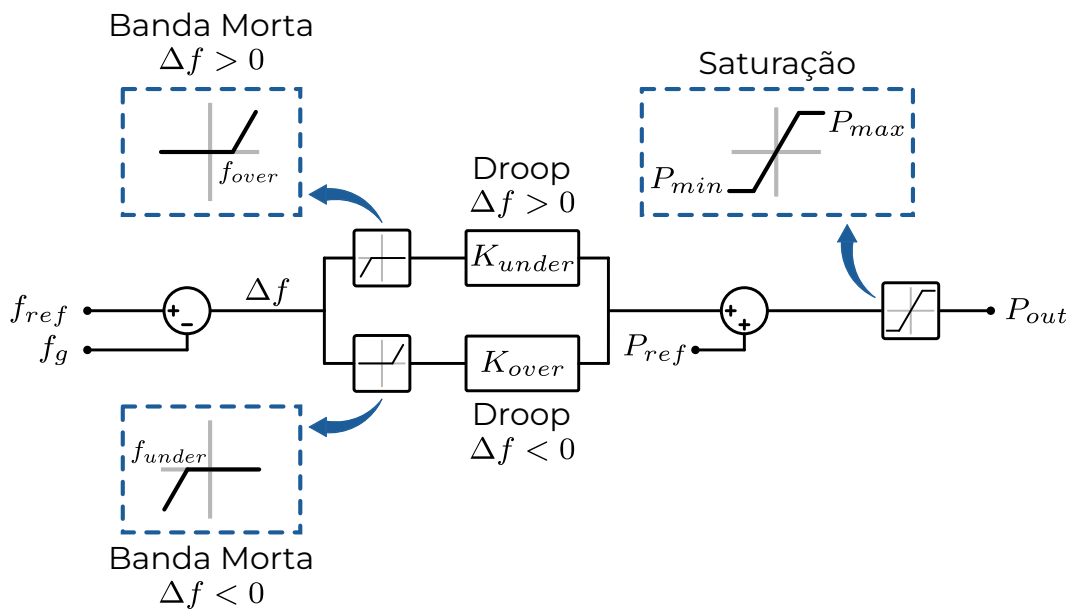 Banda Morta
Δf > 0
f_over
Saturação
P_max
P_min
Droop
Δf > 0
K_under
f_ref
+
-
Δf
f_g
K_over
+
+
P_ref
P_out
Droop
Δf < 0
f_under
Banda Morta
Δf < 0